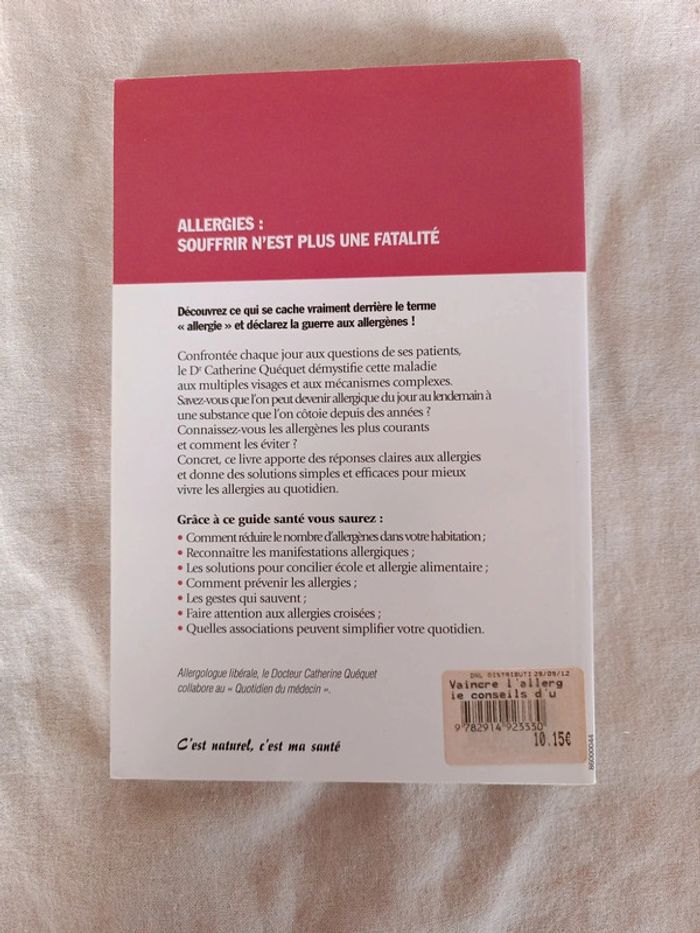 ALLERGIES :
SOUFFRIR N'EST PLUS UNE FATALITÉ
Découvrez ce qui se cache vraiment derrière le terme
« allergie » et déclarez la guerre aux allergènes !
Confrontée chaque jour aux questions de ses patients,
le Dr Catherine Quéquet démystifie cette maladie
aux multiples visages et aux mécanismes complexes.
Savez-vous que l'on peut devenir allergique du jour au lendemain à
une substance que l'on côtoie depuis des années ?
Connaissez-vous les allergènes les plus courants
et comment les éviter ?
Concret, ce livre apporte des réponses claires aux allergies
et donne des solutions simples et efficaces pour mieux
vivre les allergies au quotidien.
Grâce à ce guide santé vous saurez :
• Comment réduire le nombre d'allergènes dans votre habitation ;
• Reconnaître les manifestations allergiques ;
• Les solutions pour concilier école et allergie alimentaire ;
• Comment prévenir les allergies ;
• Les gestes qui sauvent ;
• Faire attention aux allergies croisées ;
• Quelles associations peuvent simplifier votre quotidien.
Allergologue libérale, le Docteur Catherine Quéquet
collabore au « Quotidien du médecin ».
C'est naturel, c'est ma santé
DNL DISTRIBUTI 29/09/12
Vaincre l'allerg
ie conseils d'u
9 782914 923330
10.15€
86000044